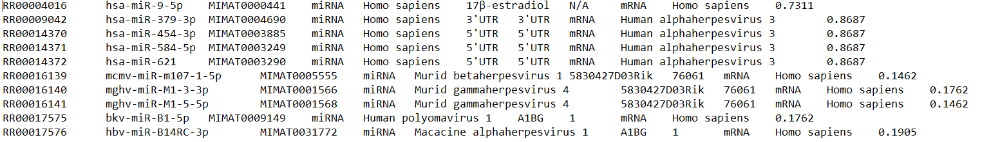 RR00004016 hsa-miR-9-5p MIMAT0000441 miRNA Homo sapiens 17β-estradiol N/A mRNA Homo sapiens 0.7311
RR00009042 hsa-miR-379-3p MIMAT0004690 miRNA Homo sapiens 3'UTR 3'UTR mRNA Human alphaherpesvirus 3 0.8687
RR00014370 hsa-miR-454-3p MIMAT0003885 miRNA Homo sapiens 5'UTR 5'UTR mRNA Human alphaherpesvirus 3 0.8687
RR00014371 hsa-miR-584-5p MIMAT0003249 miRNA Homo sapiens 5'UTR 5'UTR mRNA Human alphaherpesvirus 3 0.8687
RR00014372 hsa-miR-621 MIMAT0003290 miRNA Homo sapiens 5'UTR 5'UTR mRNA Human alphaherpesvirus 3 0.8687
RR00016139 mcmv-miR-m107-1-5p MIMAT0005555 miRNA Murid betaherpesvirus 1 5830427D03Rik 76061 mRNA Homo sapiens 0.1462
RR00016140 mghv-miR-M1-3-3p MIMAT0001566 miRNA Murid gammaherpesvirus 4 5830427D03Rik 76061 mRNA Homo sapiens 0.1762
RR00016141 mghv-miR-M1-5-5p MIMAT0001568 miRNA Murid gammaherpesvirus 4 5830427D03Rik 76061 mRNA Homo sapiens 0.1462
RR00017575 bkv-miR-B1-5p MIMAT0009149 miRNA Human polyomavirus 1 A1BG 1 mRNA Homo sapiens 0.1762
RR00017576 hbv-miR-B14RC-3p MIMAT0031772 miRNA Macacine alphaherpesvirus 1 A1BG 1 mRNA Homo sapiens 0.1905